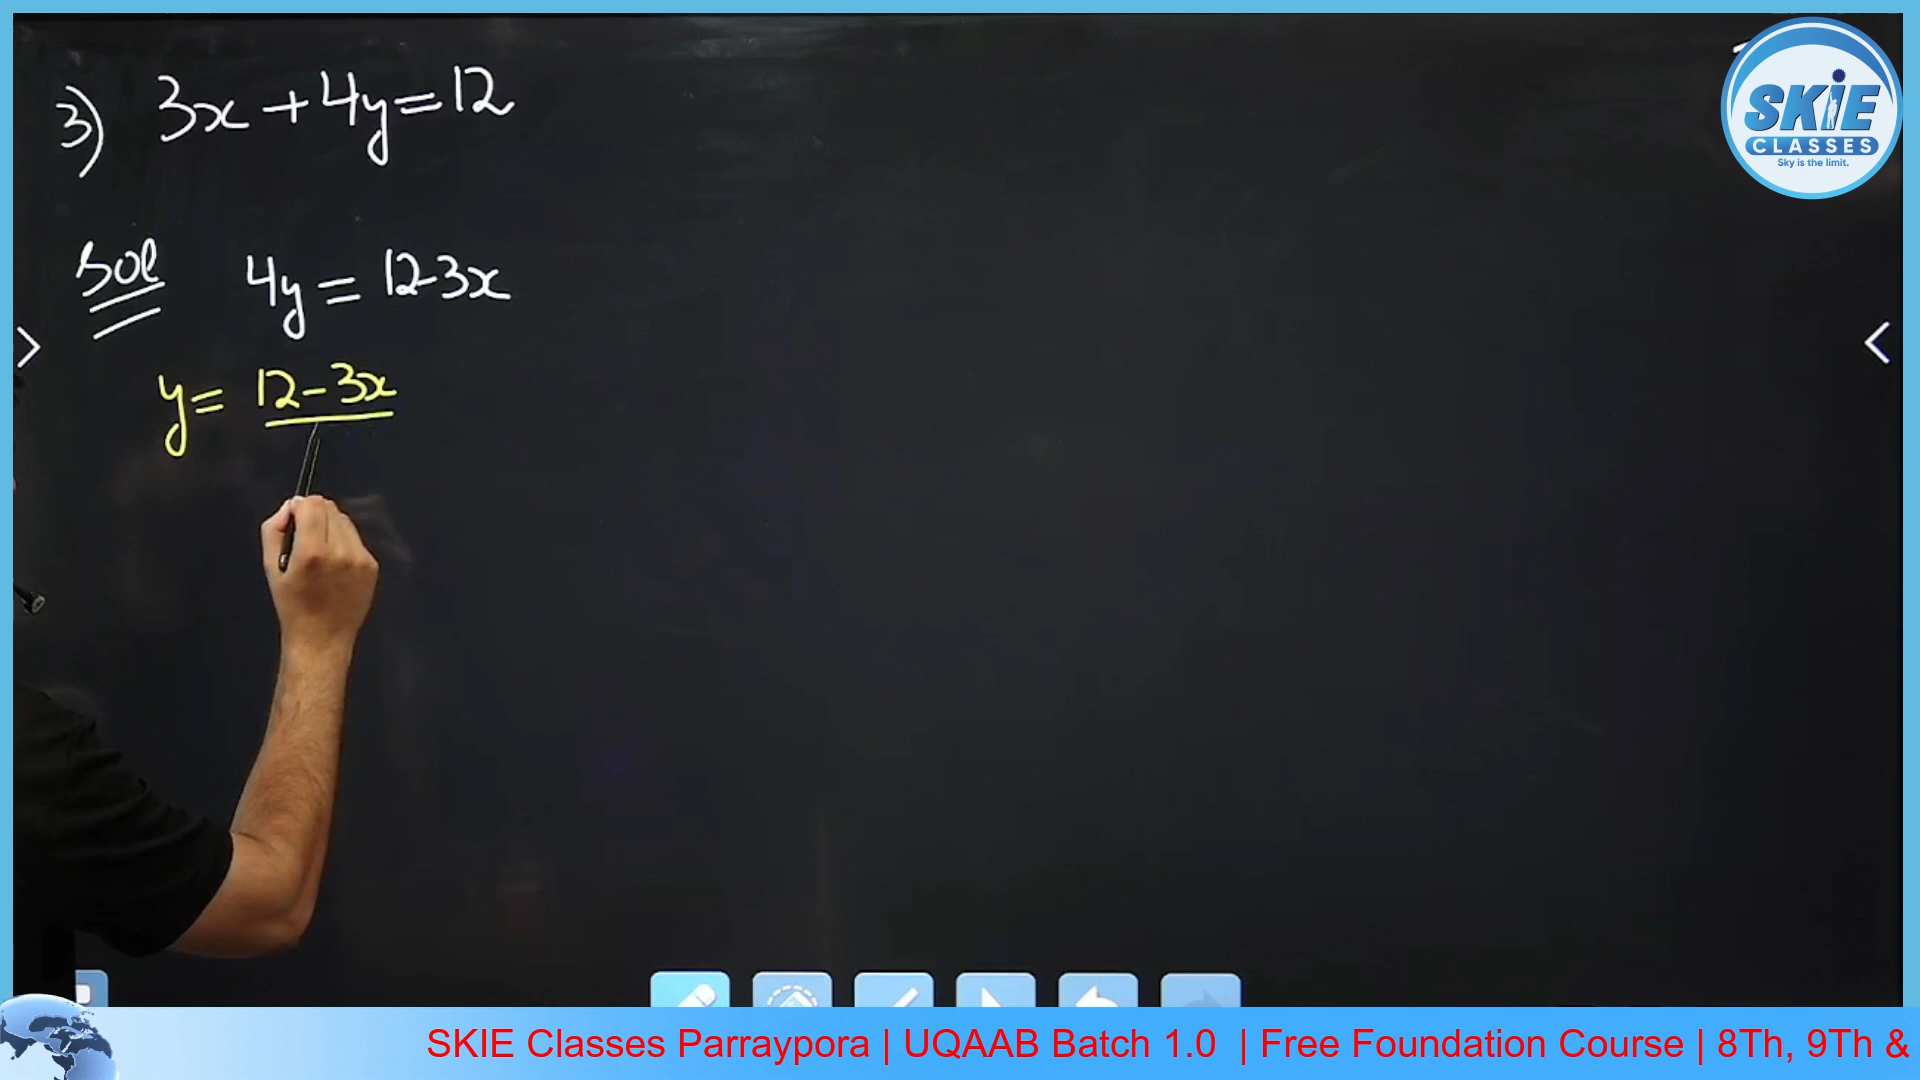 3) 3x + 4y = 12
SKIE
CLASSES
Sky is the limit.
Sol 4y = 12-3x
y = 12 - 3x
SKIE Classes Parraypora | UQAAB Batch 1.0 | Free Foundation Course | 8Th, 9Th &